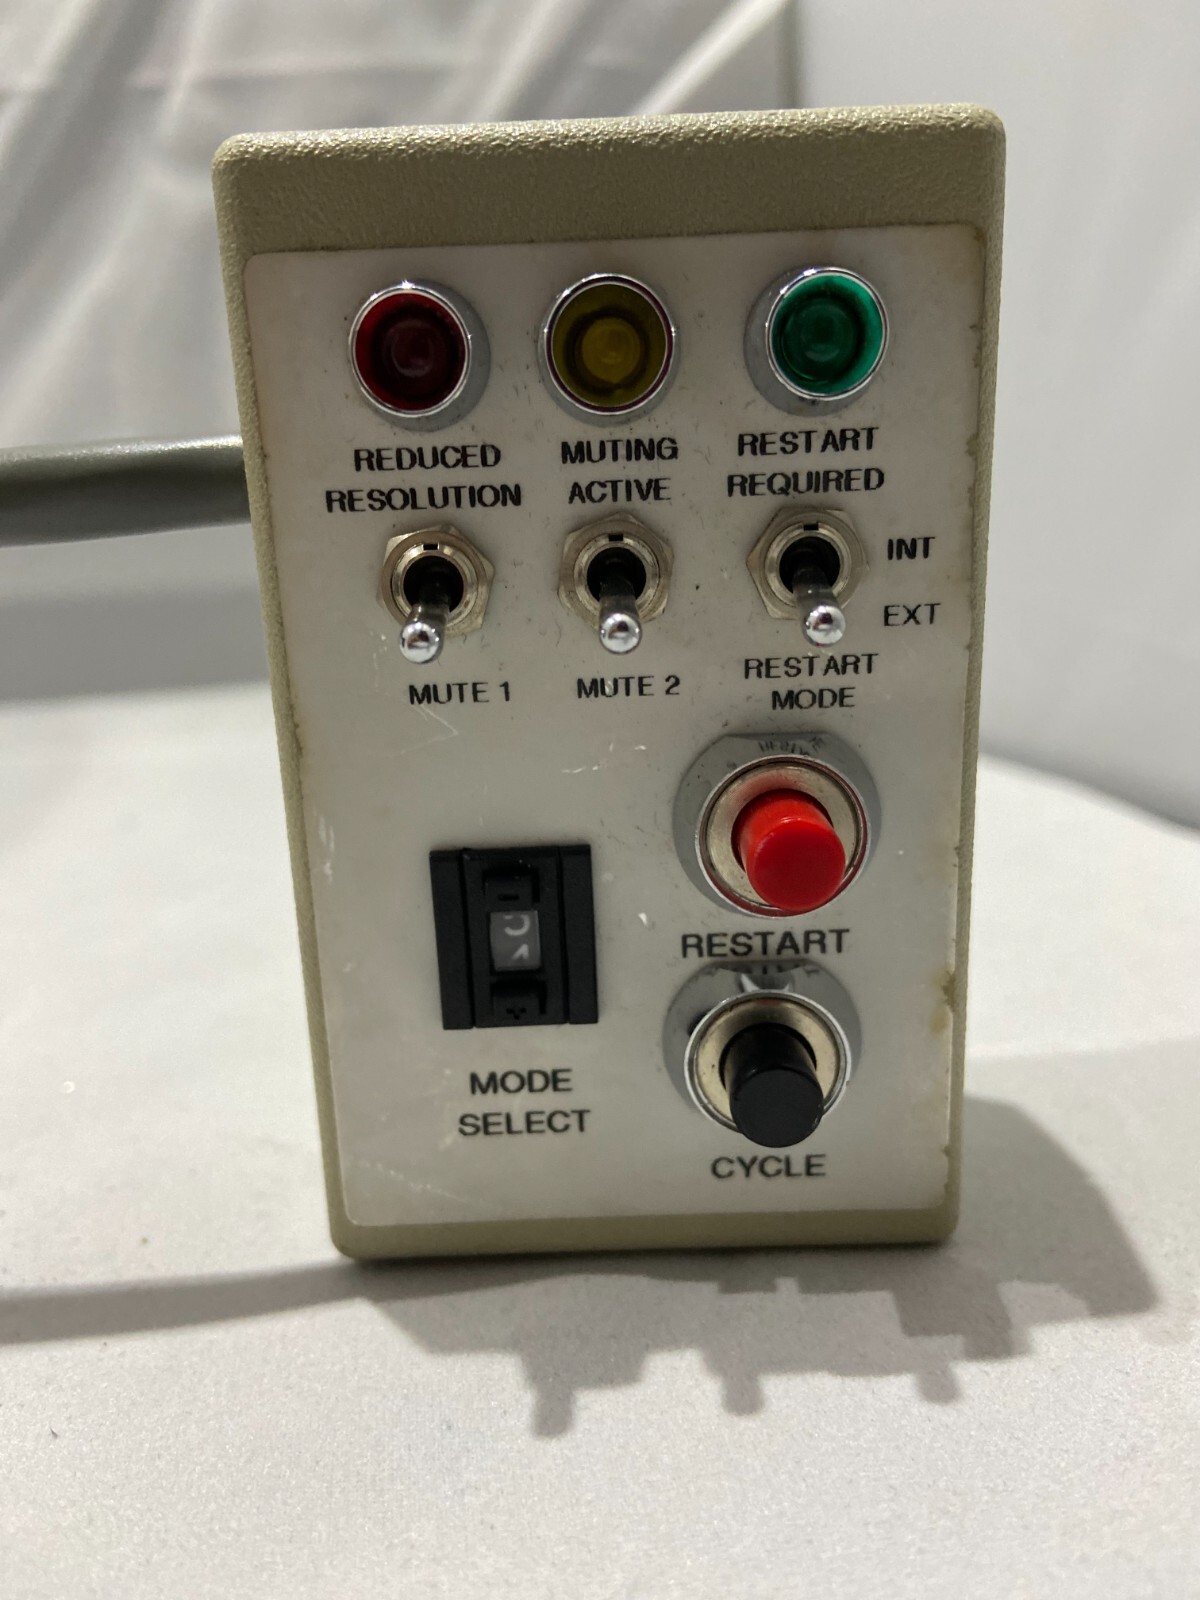 REDUCED
RESOLUTION
MUTING
ACTIVE
RESTART
REQUIRED
INT
EXT
MUTE 1
MUTE 2
RESTART
MODE
RESTART
MODE
SELECT
CYCLE